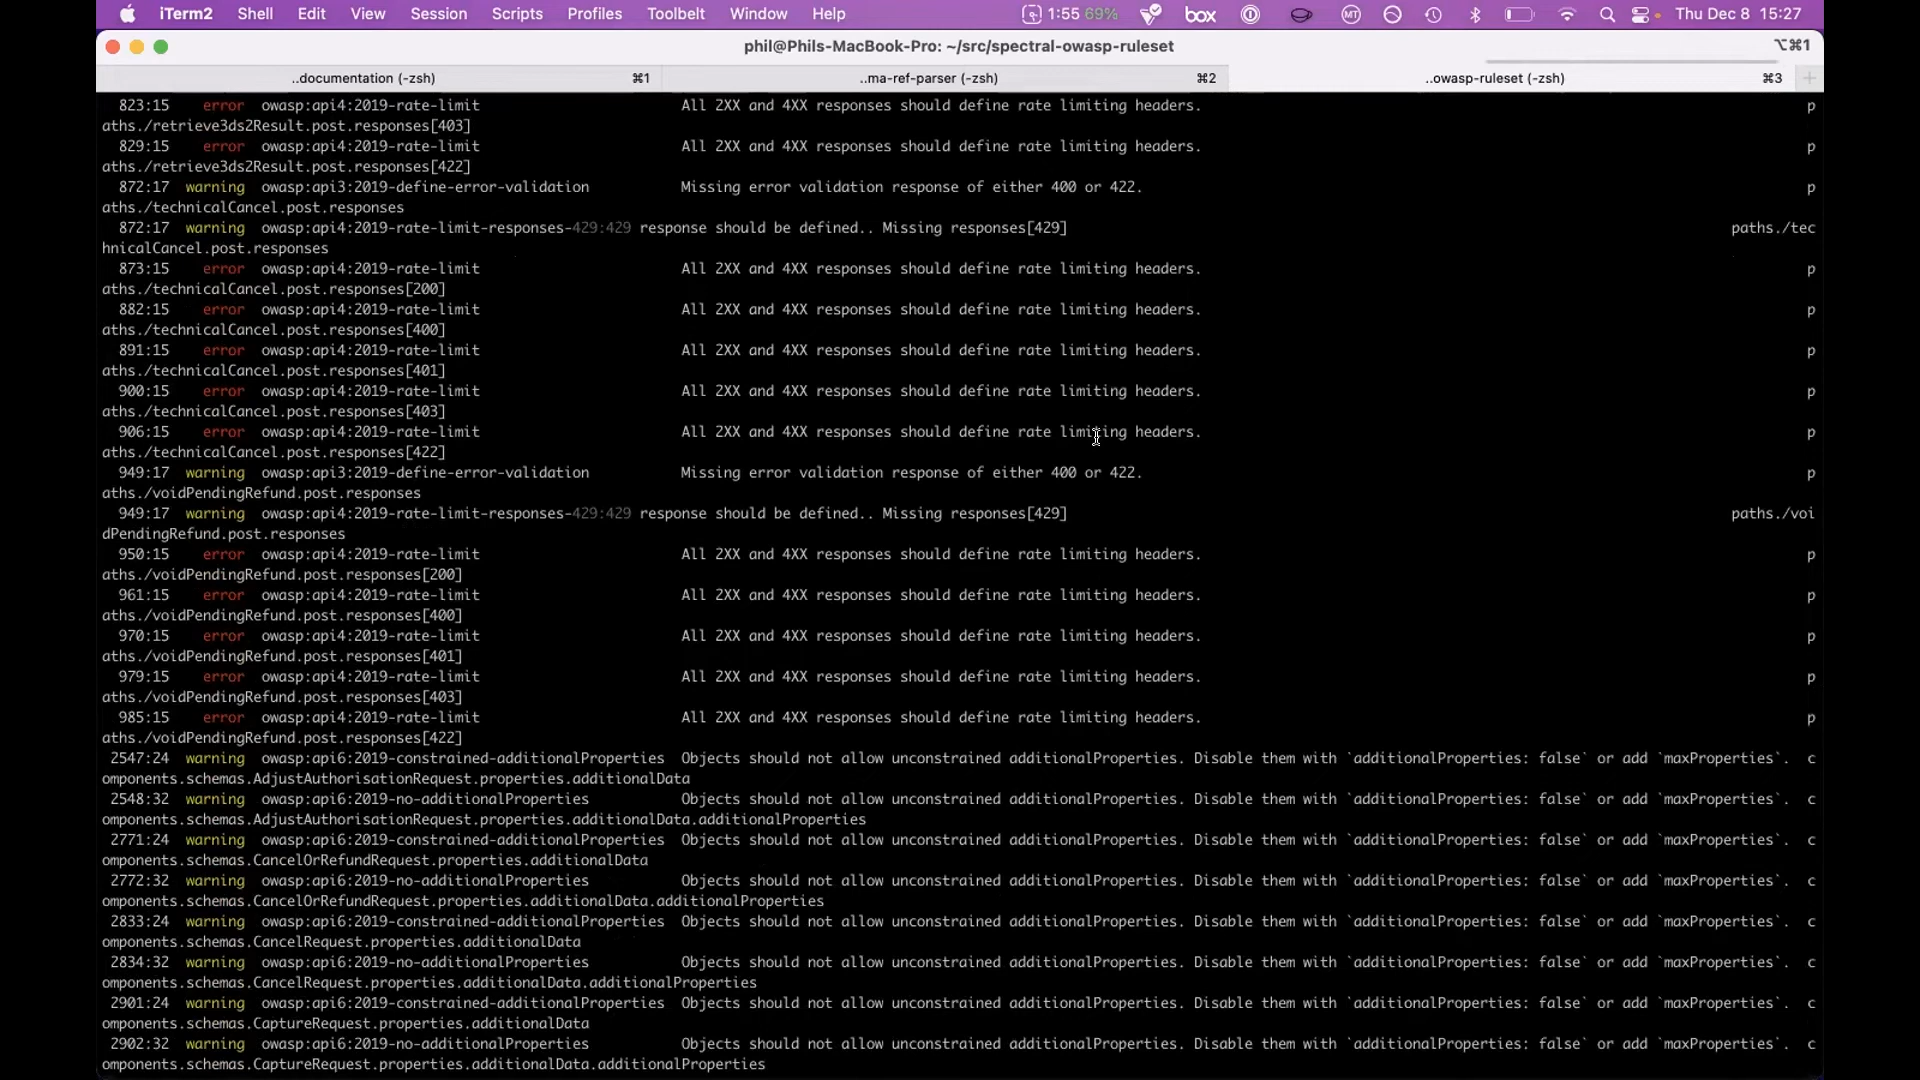 iTerm2 Shell Edit View Session Scripts Profiles Toolbelt Window Help 1:55 69% box MT Thu Dec 8 15:27
phil@Phils-MacBook-Pro: ~/src/spectral-owasp-ruleset ⌥⌘1
..documentation (-zsh) ⌘1 ..ma-ref-parser (-zsh) ⌘2 ..owasp-ruleset (-zsh) ⌘3
823:15 error owasp:api4:2019-rate-limit All 2XX and 4XX responses should define rate limiting headers. p
aths./retrieve3ds2Result.post.responses[403]
829:15 error owasp:api4:2019-rate-limit All 2XX and 4XX responses should define rate limiting headers. p
aths./retrieve3ds2Result.post.responses[422]
872:17 warning owasp:api3:2019-define-error-validation Missing error validation response of either 400 or 422. p
aths./technicalCancel.post.responses
872:17 warning owasp:api4:2019-rate-limit-responses-429:429 response should be defined.. Missing responses[429] paths./tec
hnicalCancel.post.responses
873:15 error owasp:api4:2019-rate-limit All 2XX and 4XX responses should define rate limiting headers. p
aths./technicalCancel.post.responses[200]
882:15 error owasp:api4:2019-rate-limit All 2XX and 4XX responses should define rate limiting headers. p
aths./technicalCancel.post.responses[400]
891:15 error owasp:api4:2019-rate-limit All 2XX and 4XX responses should define rate limiting headers. p
aths./technicalCancel.post.responses[401]
900:15 error owasp:api4:2019-rate-limit All 2XX and 4XX responses should define rate limiting headers. p
aths./technicalCancel.post.responses[403]
906:15 error owasp:api4:2019-rate-limit All 2XX and 4XX responses should define rate limiting headers. p
aths./technicalCancel.post.responses[422]
949:17 warning owasp:api3:2019-define-error-validation Missing error validation response of either 400 or 422. p
aths./voidPendingRefund.post.responses
949:17 warning owasp:api4:2019-rate-limit-responses-429:429 response should be defined.. Missing responses[429] paths./voi
dPendingRefund.post.responses
950:15 error owasp:api4:2019-rate-limit All 2XX and 4XX responses should define rate limiting headers. p
aths./voidPendingRefund.post.responses[200]
961:15 error owasp:api4:2019-rate-limit All 2XX and 4XX responses should define rate limiting headers. p
aths./voidPendingRefund.post.responses[400]
970:15 error owasp:api4:2019-rate-limit All 2XX and 4XX responses should define rate limiting headers. p
aths./voidPendingRefund.post.responses[401]
979:15 error owasp:api4:2019-rate-limit All 2XX and 4XX responses should define rate limiting headers. p
aths./voidPendingRefund.post.responses[403]
985:15 error owasp:api4:2019-rate-limit All 2XX and 4XX responses should define rate limiting headers. p
aths./voidPendingRefund.post.responses[422]
2547:24 warning owasp:api6:2019-constrained-additionalProperties Objects should not allow unconstrained additionalProperties. Disable them with `additionalProperties: false` or add `maxProperties`. c
omponents.schemas.AdjustAuthorisationRequest.properties.additionalData
2548:32 warning owasp:api6:2019-no-additionalProperties Objects should not allow unconstrained additionalProperties. Disable them with `additionalProperties: false` or add `maxProperties`. c
omponents.schemas.AdjustAuthorisationRequest.properties.additionalData.additionalProperties
2771:24 warning owasp:api6:2019-constrained-additionalProperties Objects should not allow unconstrained additionalProperties. Disable them with `additionalProperties: false` or add `maxProperties`. c
omponents.schemas.CancelOrRefundRequest.properties.additionalData
2772:32 warning owasp:api6:2019-no-additionalProperties Objects should not allow unconstrained additionalProperties. Disable them with `additionalProperties: false` or add `maxProperties`. c
omponents.schemas.CancelOrRefundRequest.properties.additionalData.additionalProperties
2833:24 warning owasp:api6:2019-constrained-additionalProperties Objects should not allow unconstrained additionalProperties. Disable them with `additionalProperties: false` or add `maxProperties`. c
omponents.schemas.CancelRequest.properties.additionalData
2834:32 warning owasp:api6:2019-no-additionalProperties Objects should not allow unconstrained additionalProperties. Disable them with `additionalProperties: false` or add `maxProperties`. c
omponents.schemas.CancelRequest.properties.additionalData.additionalProperties
2901:24 warning owasp:api6:2019-constrained-additionalProperties Objects should not allow unconstrained additionalProperties. Disable them with `additionalProperties: false` or add `maxProperties`. c
omponents.schemas.CaptureRequest.properties.additionalData
2902:32 warning owasp:api6:2019-no-additionalProperties Objects should not allow unconstrained additionalProperties. Disable them with `additionalProperties: false` or add `maxProperties`. c
omponents.schemas.CaptureRequest.properties.additionalData.additionalProperties